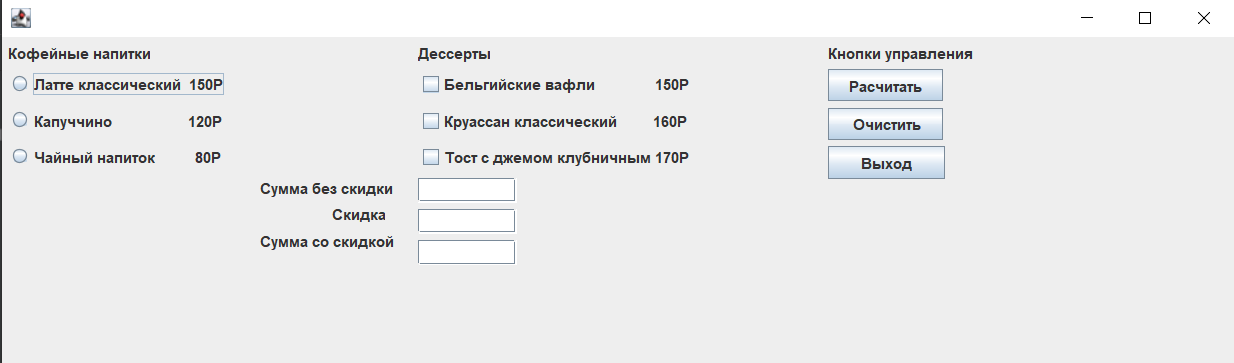 Кофейные напитки Дессерты Кнопки управления
Латте классический 150Р Бельгийские вафли 150Р Расчитать
Капуччино 120Р Круассан классический 160Р Очистить
Чайный напиток 80Р Тост с джемом клубничным 170Р Выход
Сумма без скидки
Скидка
Сумма со скидкой